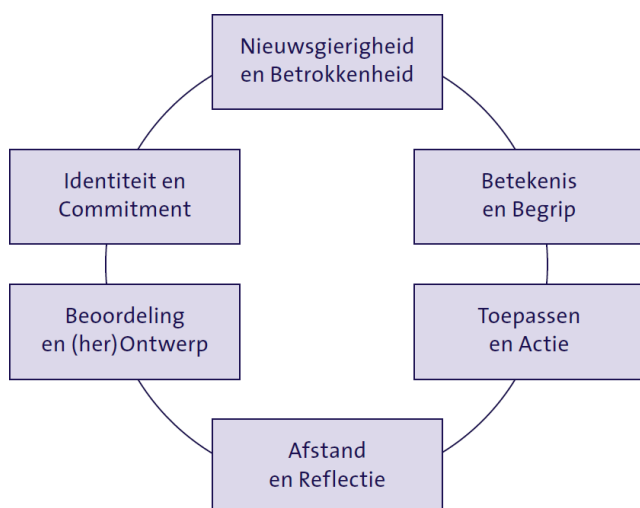 Nieuwsgierigheid
en Betrokkenheid
Betekenis
en Begrip
Toepassen
en Actie
Afstand
en Reflectie
Beoordeling
en (her)Ontwerp
Identiteit en
Commitment